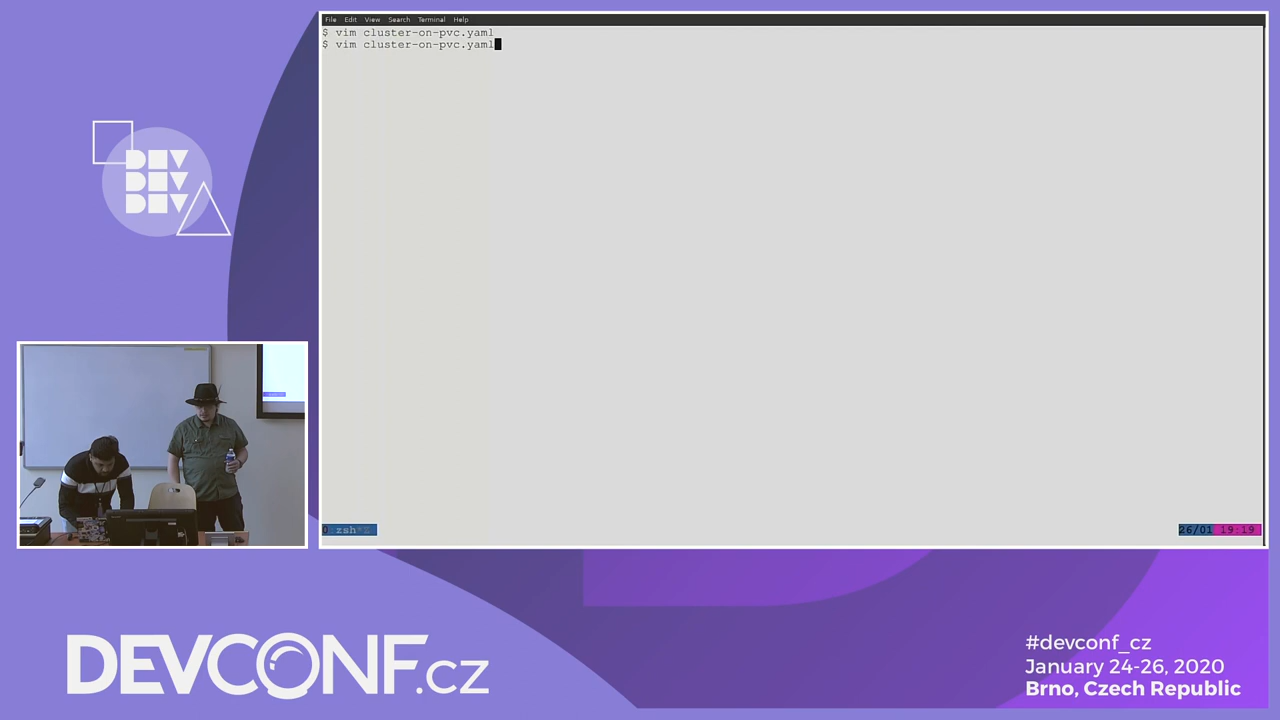 File Edit View Search Terminal Help
$ vim cluster-on-pvc.yaml
$ vim cluster-on-pvc.yaml
DEV
DEV
DEV
0 zsh*Z
26/01 19:19
DEVCONF.cz
#devconf_cz
January 24-26, 2020
Brno, Czech Republic